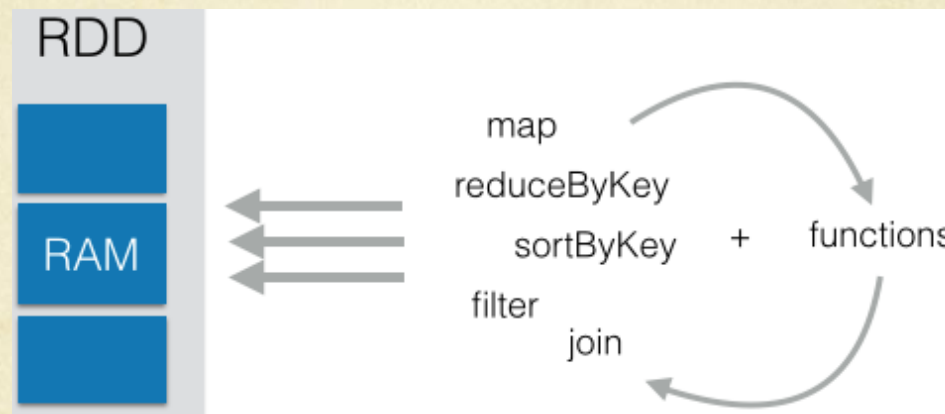 RDD
map
reduceByKey
RAM
sortByKey + functions
filter
join